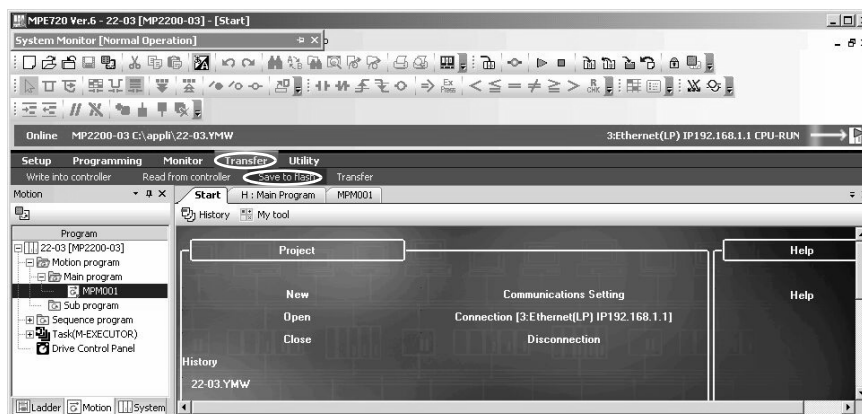 MPE720 Ver.6 - 22-03 [MP2200-03] - [Start]
System Monitor [Normal Operation]
Online MP2200-03 C:\appli\22-03.YMW 3:Ethernet(LP) IP192.168.1.1 CPU-RUN
Setup Programming Monitor Transfer Utility
Write into controller Read from controller Save to flash Transfer
Motion Start H : Main Program MPM001
History My tool
Program
22-03 [MP2200-03] Project Help
Motion program
Main program
MPM001 New Communications Setting Help
Sub program
Sequence program Open Connection [3:Ethernet(LP) IP192.168.1.1]
Task(M-EXECUTOR)
Drive Control Panel Close Disconnection
History
22-03.YMW
Ladder Motion System